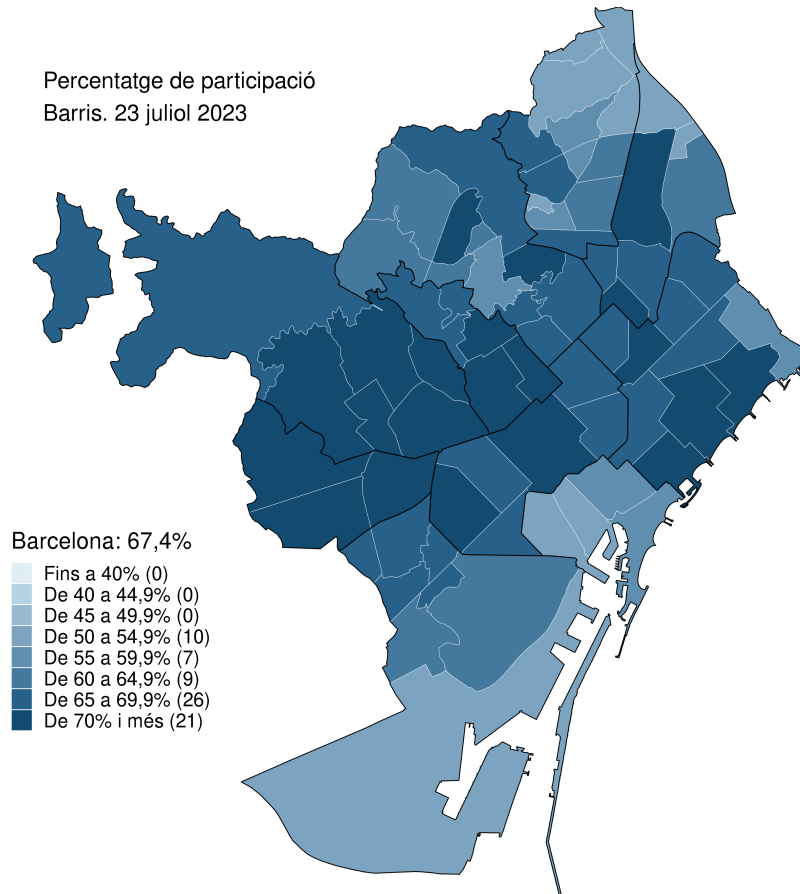 Percentatge de participació
Barris. 23 juliol 2023
Barcelona: 67,4%
Fins a 40% (0)
De 40 a 44,9% (0)
De 45 a 49,9% (0)
De 50 a 54,9% (10)
De 55 a 59,9% (7)
De 60 a 64,9% (9)
De 65 a 69,9% (26)
De 70% i més (21)